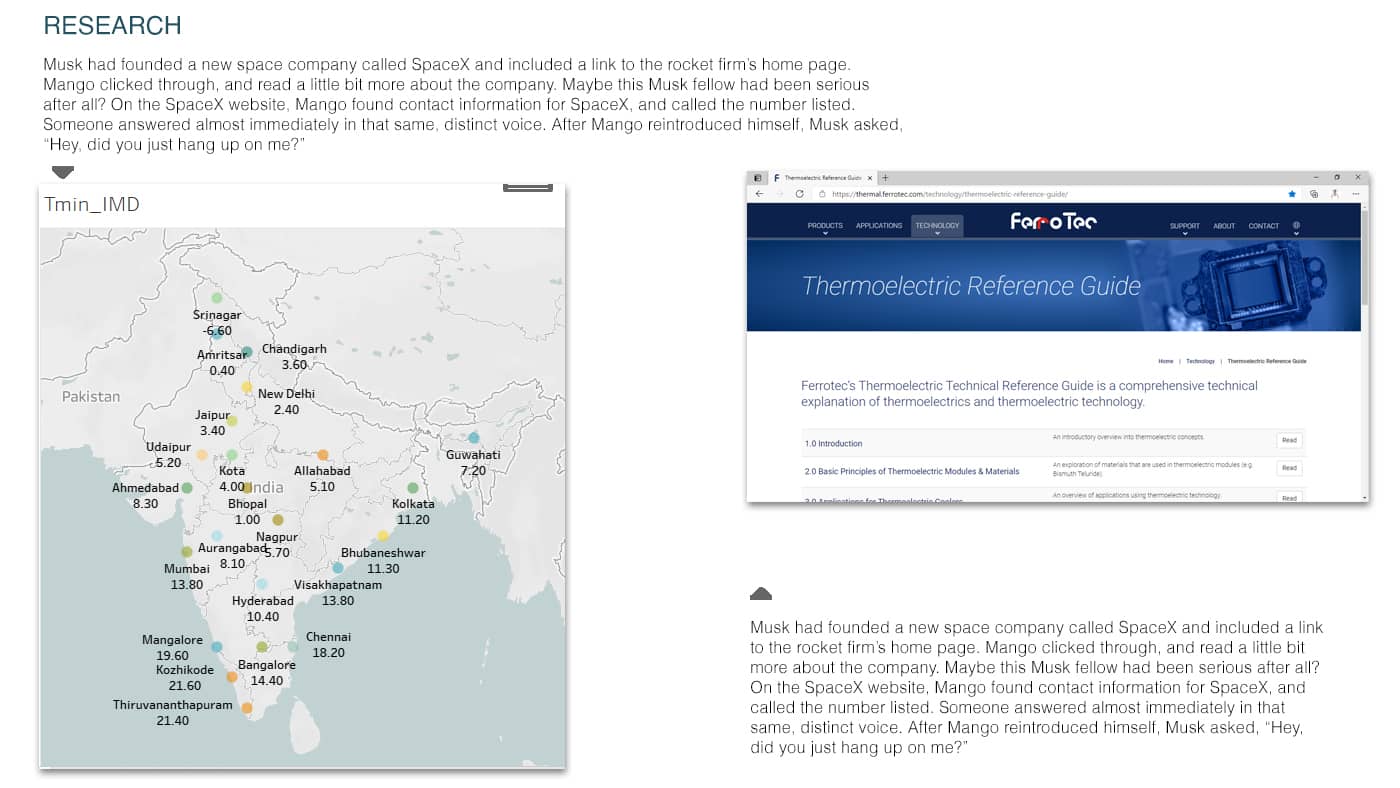 RESEARCH
Musk had founded a new space company called SpaceX and included a link to the rocket firm's home page.
Mango clicked through, and read a little bit more about the company. Maybe this Musk fellow had been serious
after all? On the SpaceX website, Mango found contact information for SpaceX, and called the number listed.
Someone answered almost immediately in that same, distinct voice. After Mango reintroduced himself, Musk asked,
“Hey, did you just hang up on me?”
Tmin_IMD
Srinagar
-6.60
Amritsar
0.40
Chandigarh
3.60
Pakistan
New Delhi
2.40
Jaipur
3.40
Udaipur
5.20
Kota
4.00
India
Allahabad
5.10
Guwahati
7.20
Ahmedabad
8.30
Bhopal
1.00
Kolkata
11.20
Nagpur
5.70
Aurangabad
8.10
Bhubaneshwar
11.30
Mumbai
13.80
Visakhapatnam
13.80
Hyderabad
10.40
Mangalore
19.60
Chennai
18.20
Kozhikode
21.60
Bangalore
14.40
Thiruvananthapuram
21.40
Thermoelectric Reference Guide
https://thermal.ferrotec.com/technology/thermoelectric-reference-guide/
PRODUCTS APPLICATIONS TECHNOLOGY FerroTec SUPPORT ABOUT CONTACT
Thermoelectric Reference Guide
Home | Technology | Thermoelectric Reference Guide
Ferrotec's Thermoelectric Technical Reference Guide is a comprehensive technical
explanation of thermoelectrics and thermoelectric technology.
1.0 Introduction
An introductory overview into thermoelectric concepts.
Read
2.0 Basic Principles of Thermoelectric Modules & Materials
An exploration of materials that are used in thermoelectric modules (e.g.
Bismuth Telluride).
Read
3.0 Applications for Thermoelectric Coolers
An overview of applications using thermoelectric technology.
Read
Musk had founded a new space company called SpaceX and included a link
to the rocket firm's home page. Mango clicked through, and read a little bit
more about the company. Maybe this Musk fellow had been serious after all?
On the SpaceX website, Mango found contact information for SpaceX, and
called the number listed. Someone answered almost immediately in that
same, distinct voice. After Mango reintroduced himself, Musk asked, “Hey,
did you just hang up on me?”